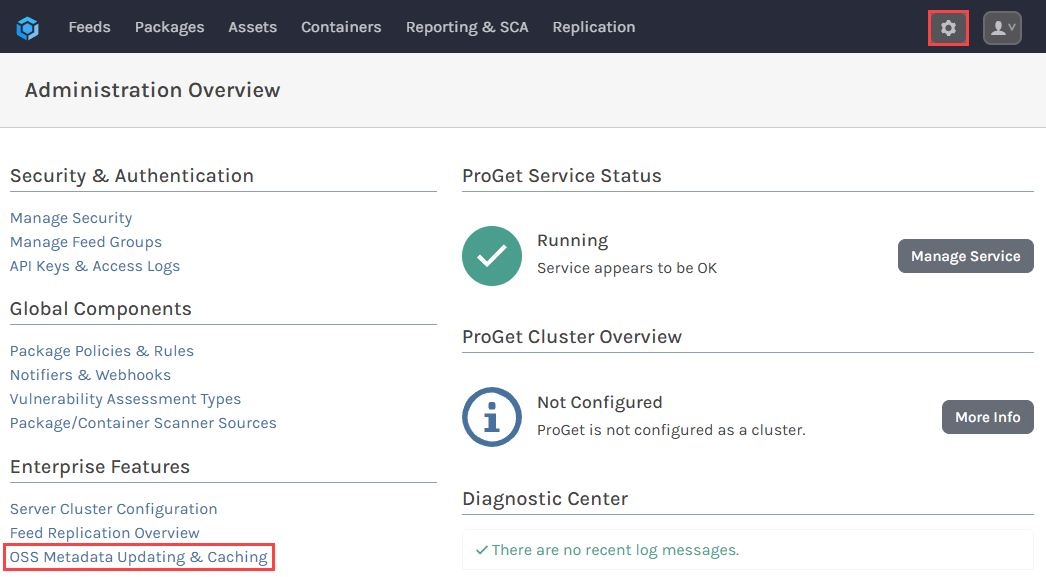 Feeds Packages Assets Containers Reporting & SCA Replication
Administration Overview
Security & Authentication
Manage Security
Manage Feed Groups
API Keys & Access Logs
Global Components
Package Policies & Rules
Notifiers & Webhooks
Vulnerability Assessment Types
Package/Container Scanner Sources
Enterprise Features
Server Cluster Configuration
Feed Replication Overview
OSS Metadata Updating & Caching
ProGet Service Status
Running
Service appears to be OK
Manage Service
ProGet Cluster Overview
Not Configured
ProGet is not configured as a cluster.
More Info
Diagnostic Center
There are no recent log messages.